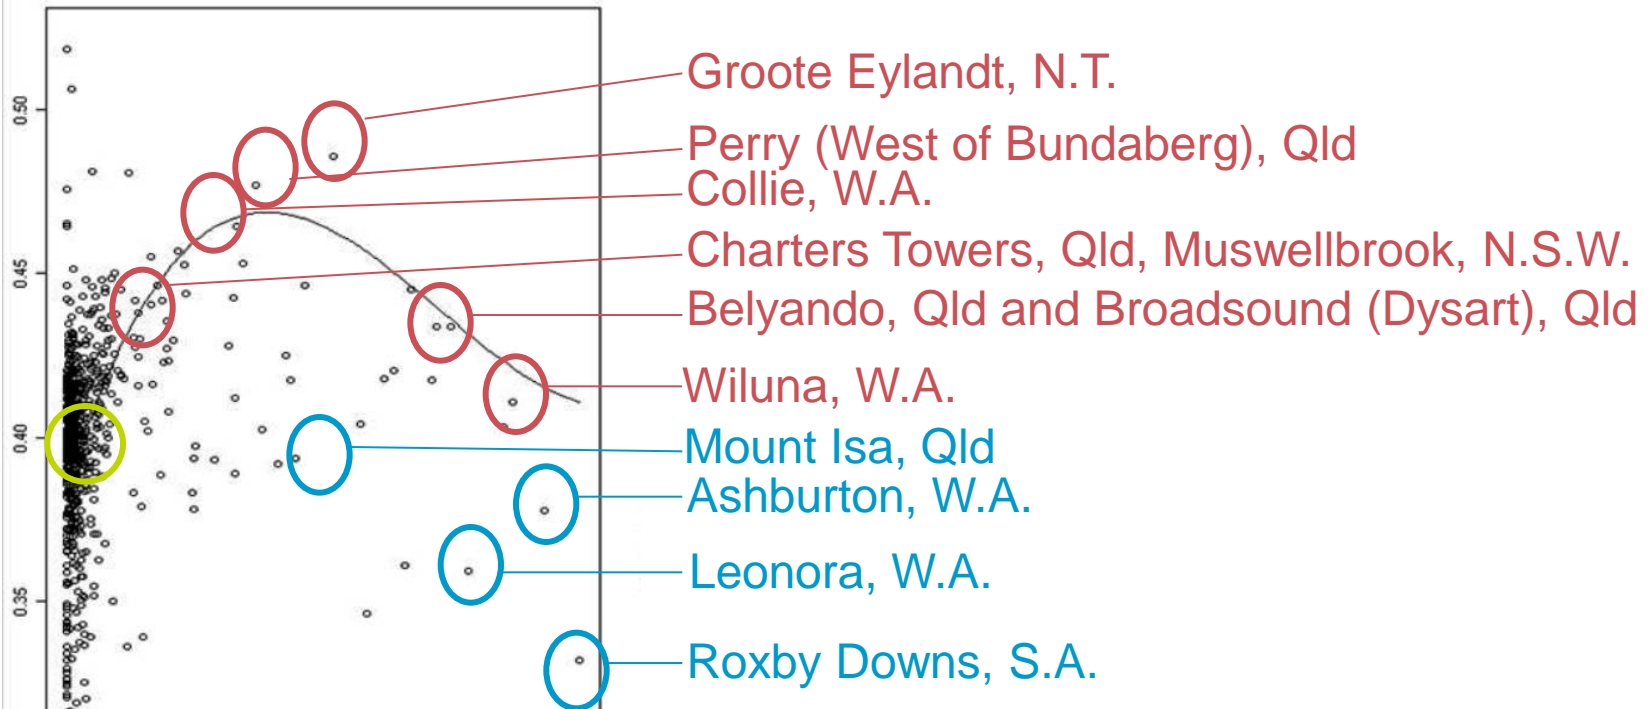 0.50
0.45
0.40
0.35
Groote Eylandt, N.T.
Perry (West of Bundaberg), Qld
Collie, W.A.
Charters Towers, Qld, Muswellbrook, N.S.W.
Belyando, Qld and Broadsound (Dysart), Qld
Wiluna, W.A.
Mount Isa, Qld
Ashburton, W.A.
Leonora, W.A.
Roxby Downs, S.A.